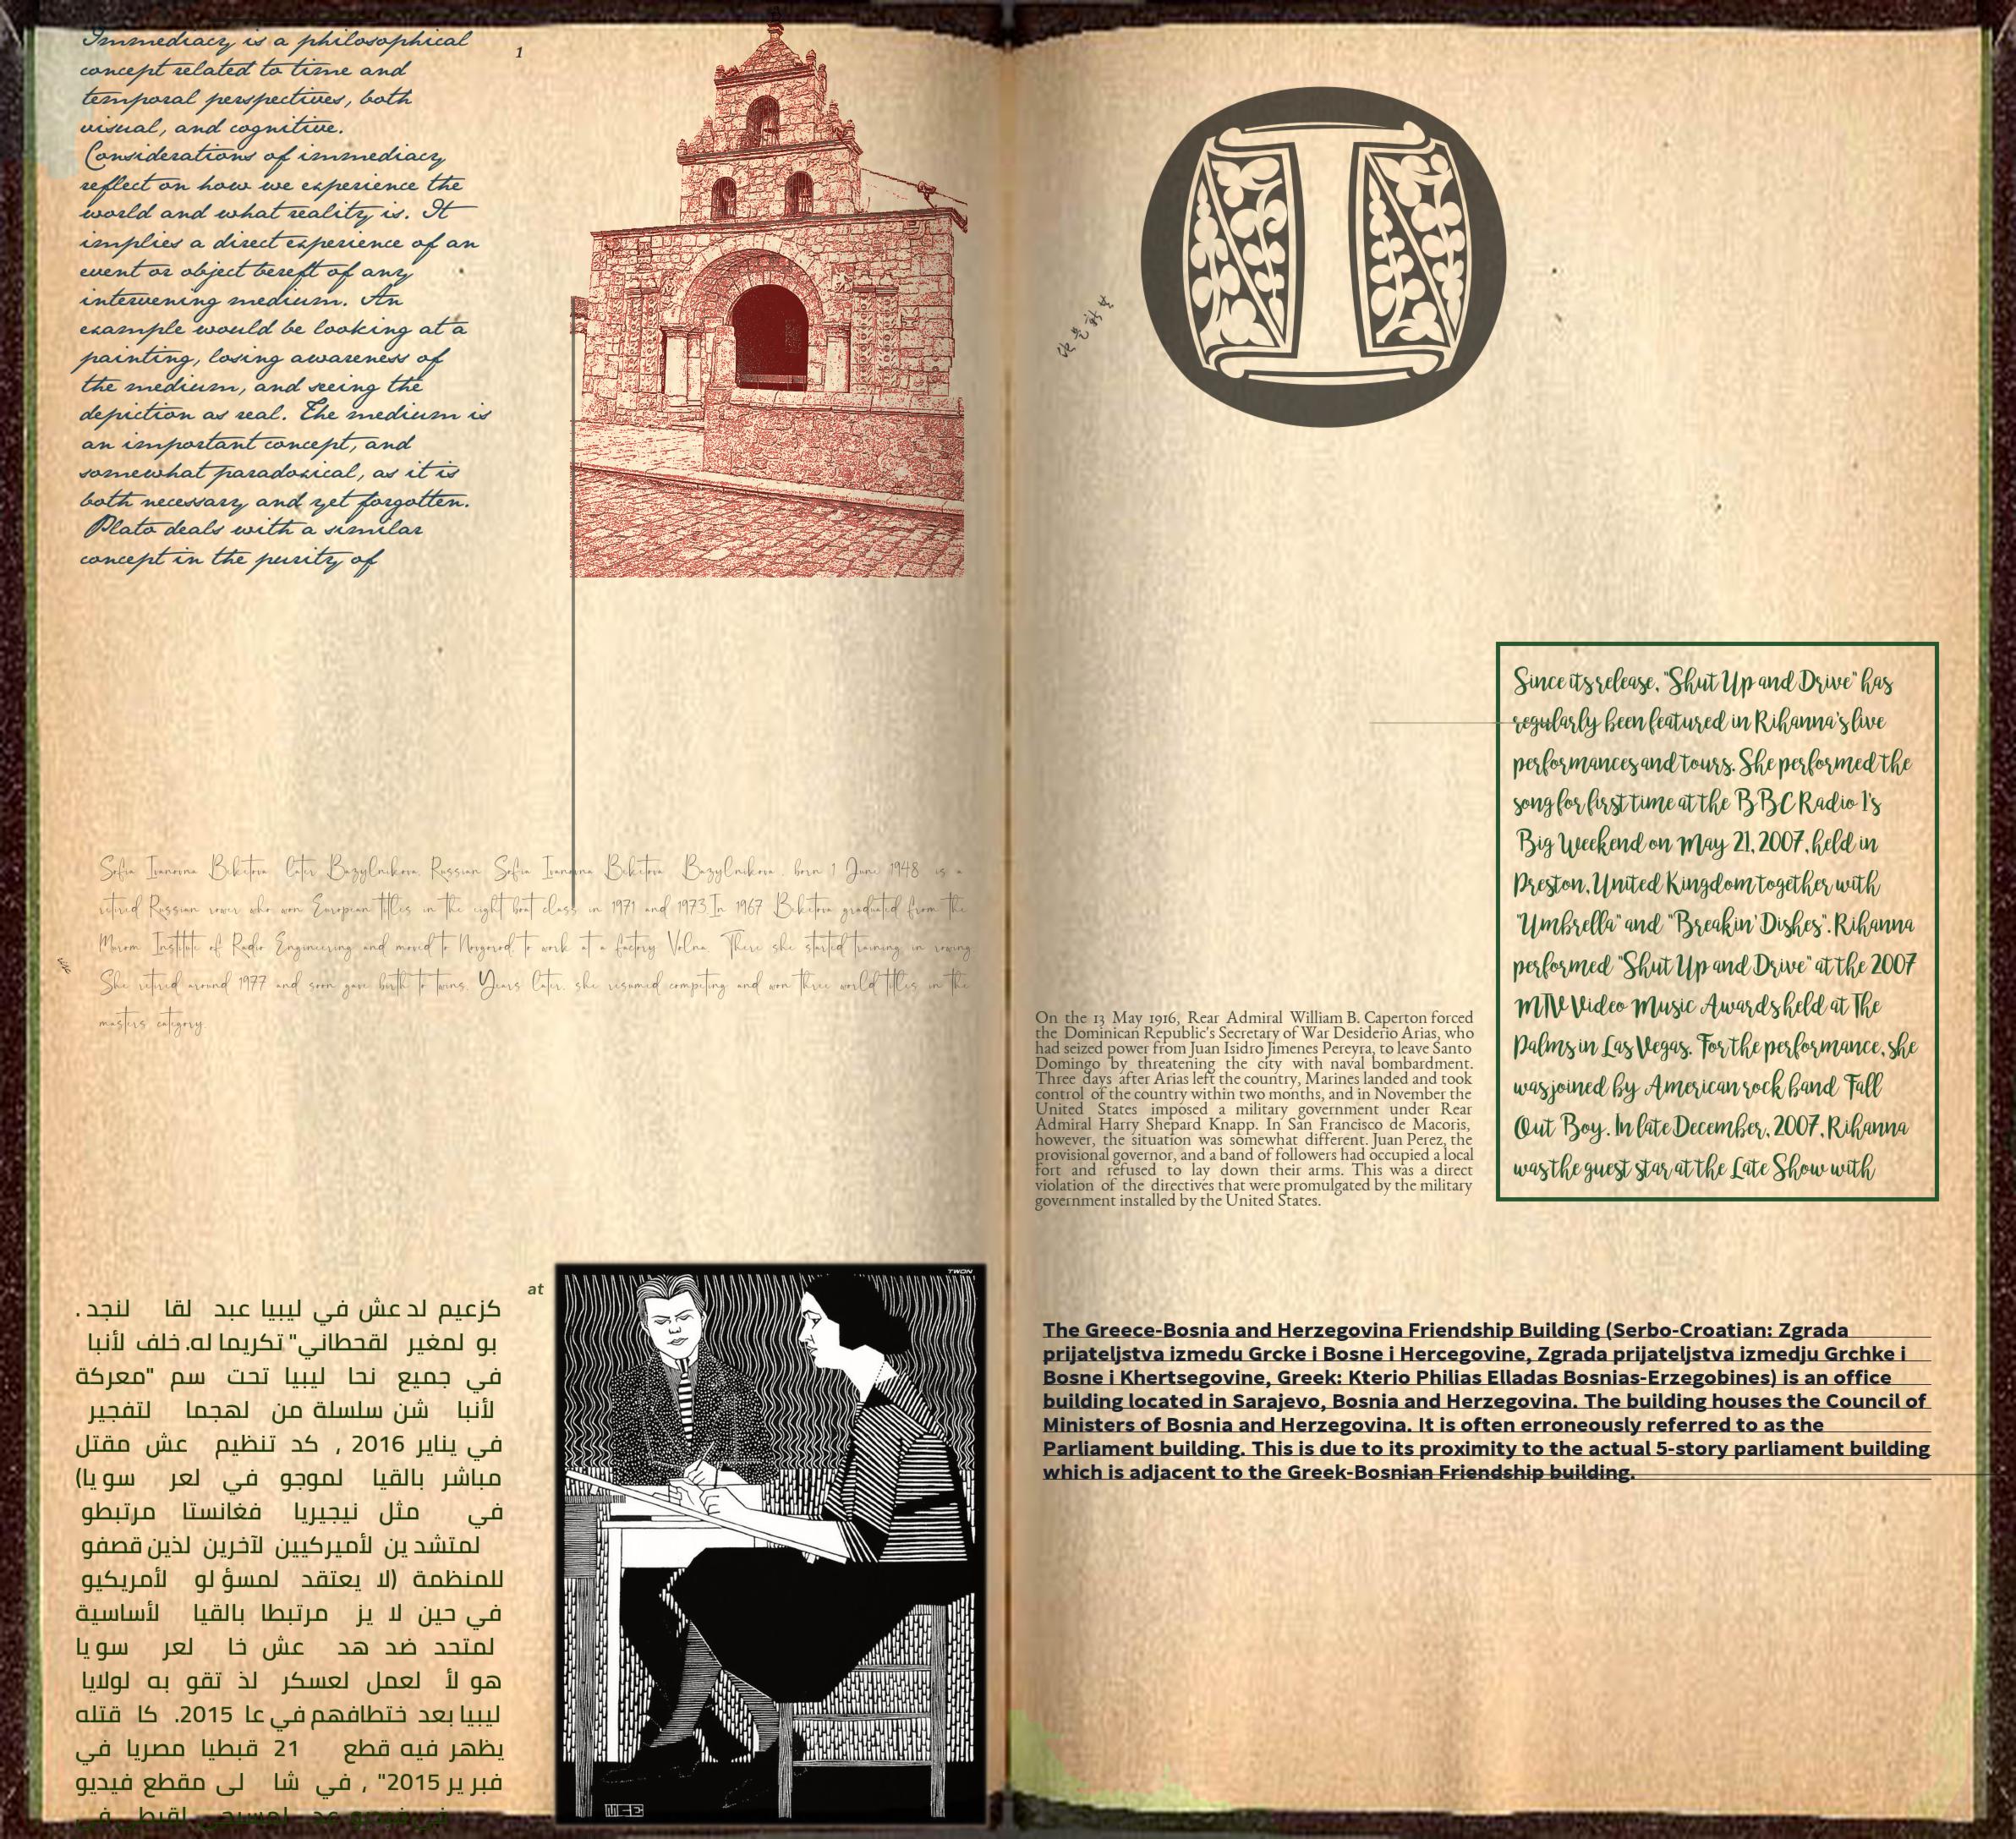 Immediacy is a philosophical
concept related to time and
temporal perspectives, both
visual, and cognitive.
Considerations of immediacy
reflect on how we experience the
world and what reality is. It
implies a direct experience of an
event or object bereft of any
intervening medium. An
example would be looking at a
painting, losing awareness of
the medium, and seeing the
depiction as real. The medium is
an important concept, and
somewhat paradoxical, as it is
both necessary and yet forgotten.
Plato deals with a similar
concept in the purity of
1
Sofia Ivanovna Beketova later Bazylnikova, Russian Sofia Ivanovna Beketova Bazylnikova , born 1 June 1948 is a
retired Russian rower who won European titles in the eight boat class in 1971 and 1973.In 1967 Beketova graduated from the
Murom Institute of Radio Engineering and moved to Novgorod to work at a factory Volna. There she started training in rowing.
She retired around 1977 and soon gave birth to twins. Years later, she resumed competing and won three world titles in the
masters category.
at
كزعيم لدعش في ليبيا عبد لقا لنجد .
بو لمغير لقحطاني" تكريما له. خلف لأنبا
في جميع نحا ليبيا تحت سم "معركة
لأنبا شن سلسلة من لهجما لتفجير
في يناير 2016 ، كد تنظيم عش مقتل
مباشر بالقيا لموجو في لعر سويا)
في مثل نيجيريا فغانستا مرتبطو
لمتشدين لأميركيين لآخرين لذين قصفو
للمنظمة (لا يعتقد لمسؤلو لأمريكيو
في حين لا يز مرتبطا بالقيا لأساسية
لمتحد ضد هد عش خا لعر سويا
هو لأ لعمل لعسكر لذ تقو به لولايا
ليبيا بعد ختطافهم في عا 2015. كا قتله
يظهر فيه قطع 21 قبطيا مصريا في
فبراير 2015" ، في شا لى مقطع فيديو
TWON
MCE
I
Since its release, "Shut Up and Drive" has
regularly been featured in Rihanna's live
performances and tours. She performed the
song for first time at the BBC Radio 1's
Big Weekend on May 21, 2007, held in
Preston, United Kingdom together with
"Umbrella" and "Breakin' Dishes". Rihanna
performed "Shut Up and Drive" at the 2007
MTV Video Music Awards held at The
Palms in Las Vegas. For the performance, she
was joined by American rock band Fall
Out Boy. In late December, 2007, Rihanna
was the guest star at the Late Show with
On the 13 May 1916, Rear Admiral William B. Caperton forced
the Dominican Republic's Secretary of War Desiderio Arias, who
had seized power from Juan Isidro Jimenes Pereyra, to leave Santo
Domingo by threatening the city with naval bombardment.
Three days after Arias left the country, Marines landed and took
control of the country within two months, and in November the
United States imposed a military government under Rear
Admiral Harry Shepard Knapp. In San Francisco de Macoris,
however, the situation was somewhat different. Juan Perez, the
provisional governor, and a band of followers had occupied a local
fort and refused to lay down their arms. This was a direct
violation of the directives that were promulgated by the military
government installed by the United States.
The Greece-Bosnia and Herzegovina Friendship Building (Serbo-Croatian: Zgrada
prijateljstva izmedu Grcke i Bosne i Hercegovine, Zgrada prijateljstva izmedju Grchke i
Bosne i Khertsegovine, Greek: Kterio Philias Elladas Bosnias-Erzegobines) is an office
building located in Sarajevo, Bosnia and Herzegovina. The building houses the Council of
Ministers of Bosnia and Herzegovina. It is often erroneously referred to as the
Parliament building. This is due to its proximity to the actual 5-story parliament building
which is adjacent to the Greek-Bosnian Friendship building.